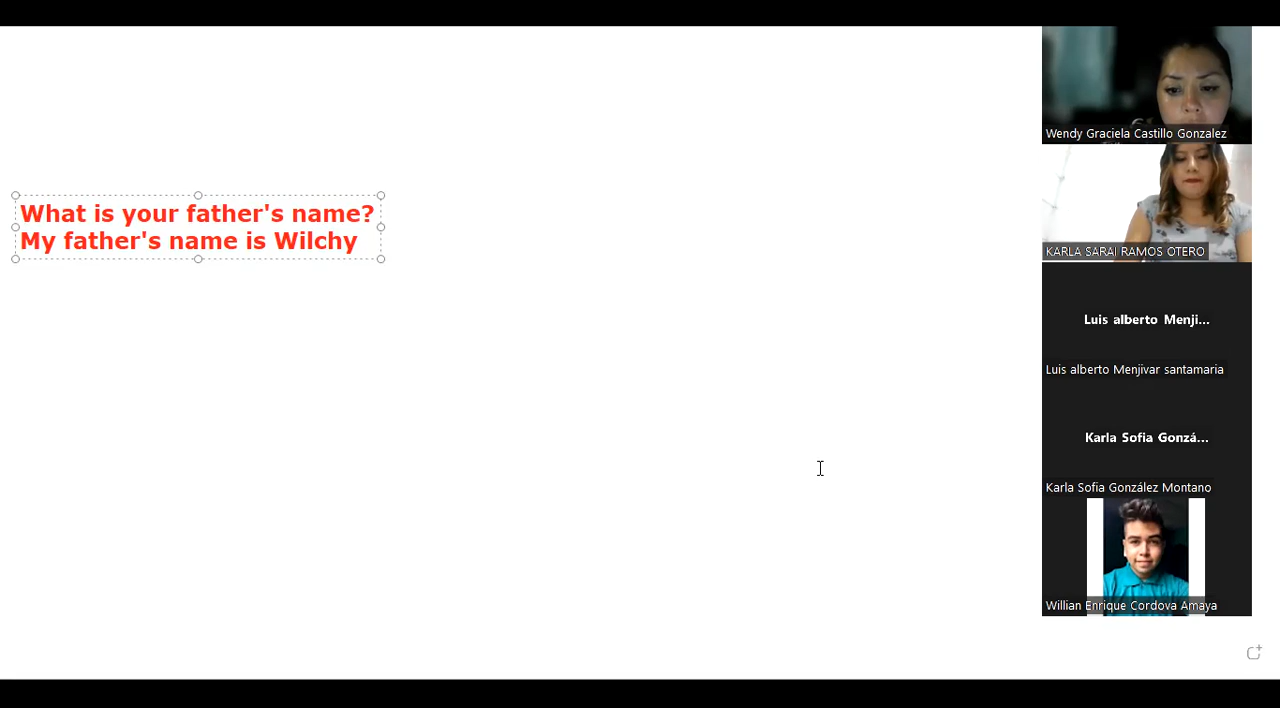 What is your father's name?
My father's name is Wilchy
Wendy Graciela Castillo Gonzalez
KARLA SARAI RAMOS OTERO
Luis alberto Menji...
Luis alberto Menjivar santamaria
Karla Sofia Gonzá...
Karla Sofia González Montano
Willian Enrique Cordova Amaya